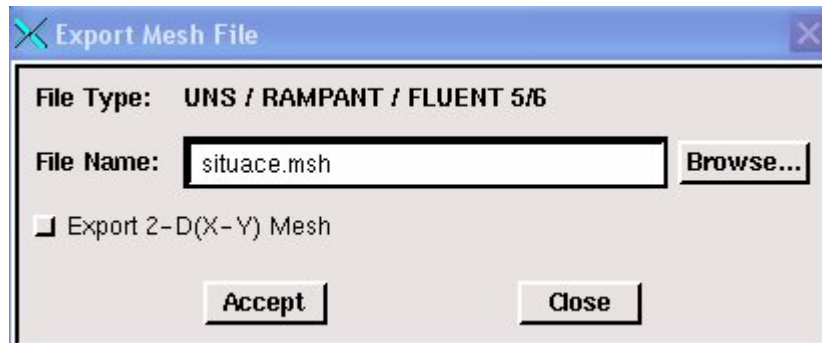 Export Mesh File
File Type: UNS / RAMPANT / FLUENT 5/6
File Name: situace.msh Browse...
Export 2-D(X-Y) Mesh
Accept Close